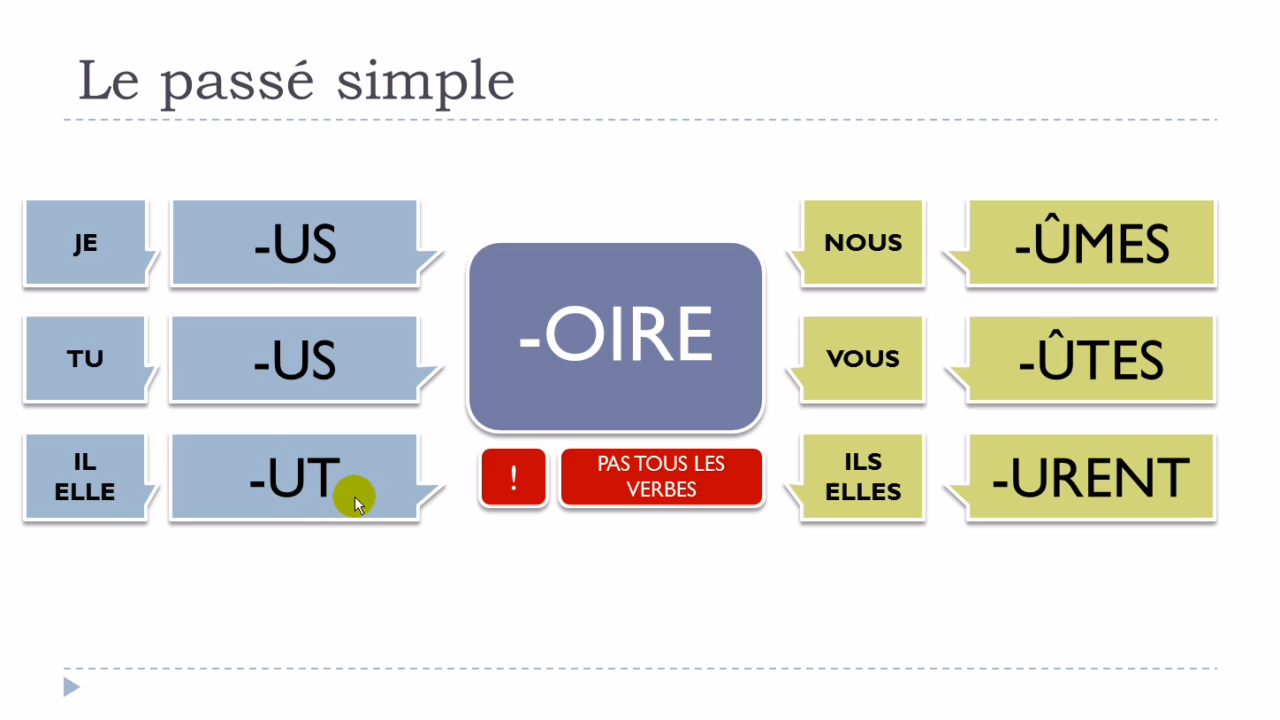 Le passé simple
JE
-US
TU
-US
IL
ELLE
-UT
-OIRE
!
PAS TOUS LES
VERBES
NOUS
-ÛMES
VOUS
-ÛTES
ILS
ELLES
-URENT